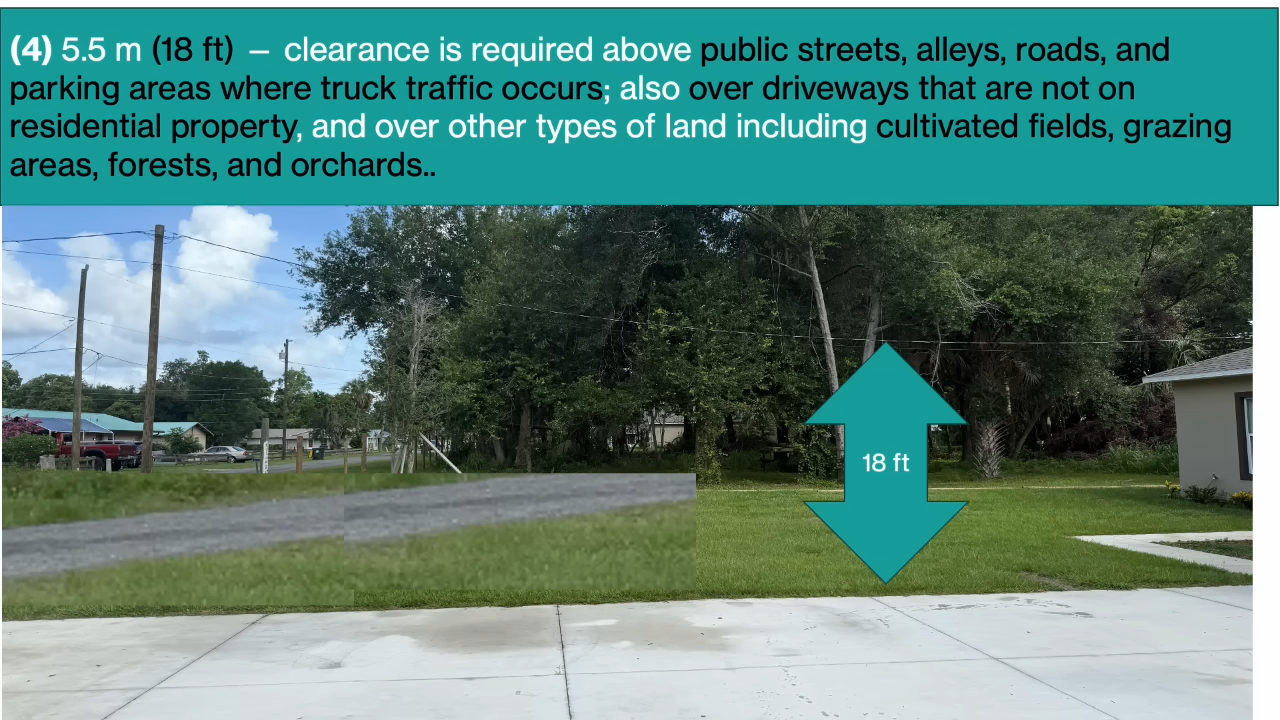 (4) 5.5 m (18 ft) – clearance is required above public streets, alleys, roads, and
parking areas where truck traffic occurs; also over driveways that are not on
residential property, and over other types of land including cultivated fields, grazing
areas, forests, and orchards..
18 ft